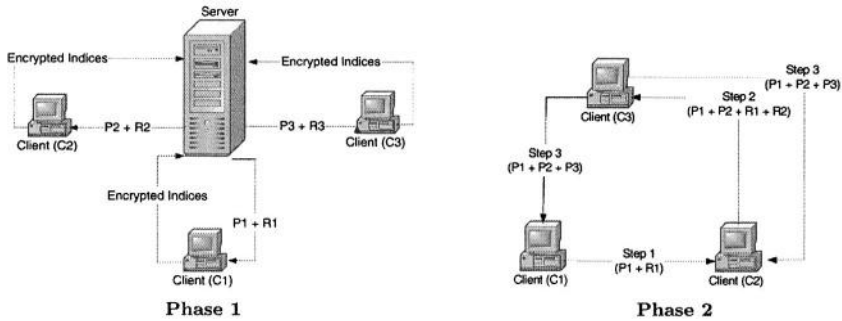 Server
Encrypted Indices
Encrypted Indices
P2 + R2
P3 + R3
Client (C2)
Client (C3)
Encrypted Indices
P1 + R1
Client (C1)
Phase 1
Step 3
(P1 + P2 + P3)
Step 2
(P1 + P2 + R1 + R2)
Client (C3)
Step 3
(P1 + P2 + P3)
Step 1
(P1 + R1)
Client (C1)
Client (C2)
Phase 2